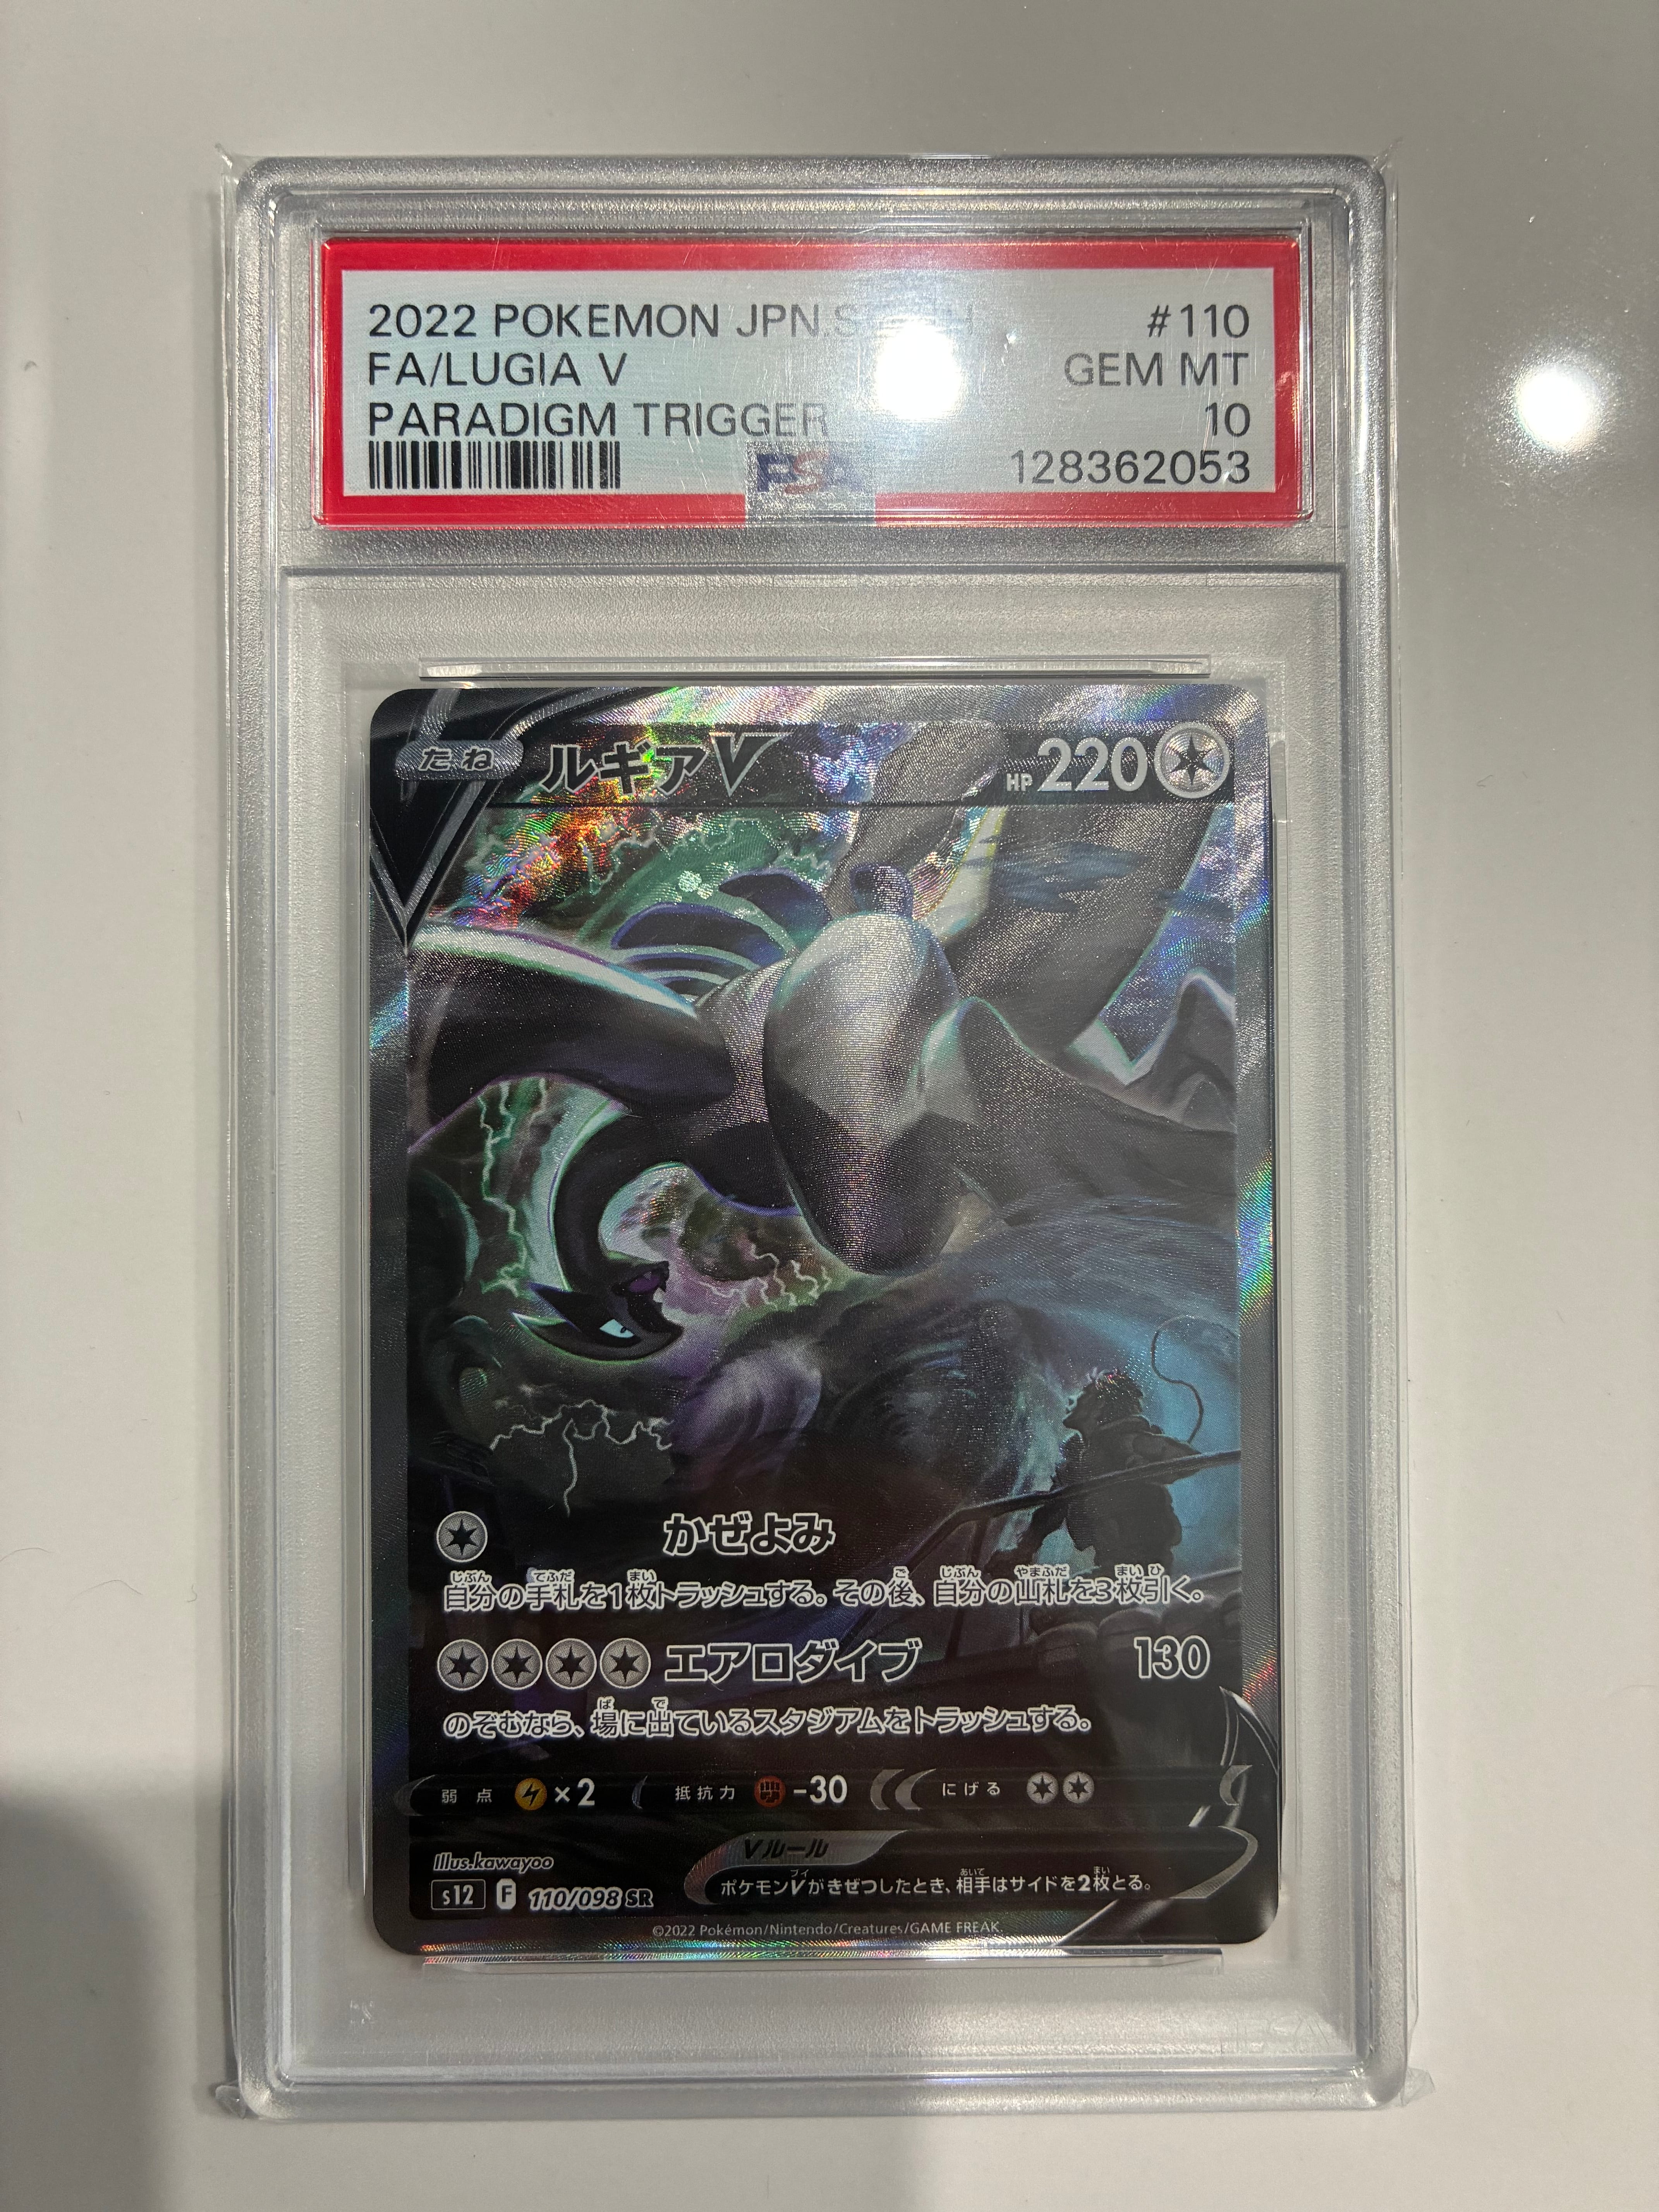 2022 POKEMON JPN. #110
FA/LUGIA V GEM MT
PARADIGM TRIGGER 10
PSA 128362053
たね ルギアV HP 220
かぜよみ
自分の手札を1枚トラッシュする。その後、自分の山札を3枚引く。
エアロダイブ 130
のぞむなら、場に出ているスタジアムをトラッシュする。
弱点 ×2 抵抗力 -30 にげる
Vルール
ポケモンVがきぜつしたとき、相手はサイドを2枚とる。
Illus.kawayoo
s12 F 110/098 SR
©2022 Pokémon/Nintendo/Creatures/GAME FREAK.